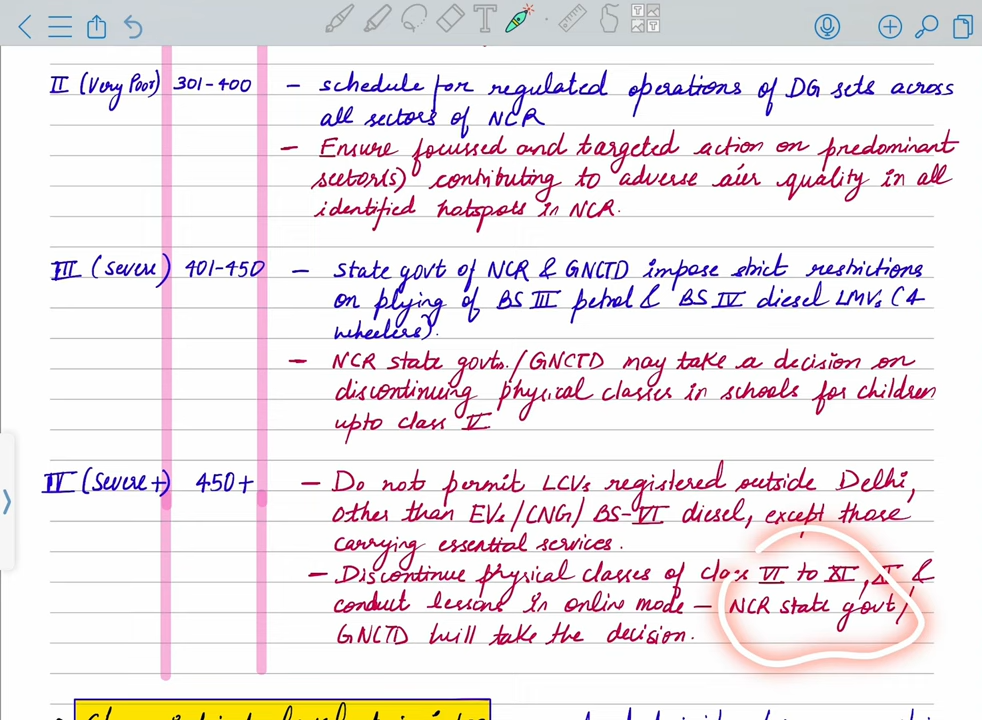 II (Very Poor) 301-400 - schedule for regulated operations of DG sets across
all sectors of NCR
- Ensure focussed and targeted action on predominant
sector(s) contributing to adverse air quality in all
identified hotspots in NCR.
III (Severe) 401-450 - State govt of NCR & GNCTD impose strict restrictions
on plying of BS III petrol & BS IV diesel LMVs (4
wheelers).
- NCR state govts./GNCTD may take a decision on
discontinuing physical classes in schools for children
upto class V
IV (Severe +) 450+ - Do not permit LCVs registered outside Delhi,
other than EVs/CNG/BS-VI diesel, except those
carrying essential services.
- Discontinue physical classes of class VI to IX, XI &
conduct lessons in online mode - NCR state govt/
GNCTD will take the decision.